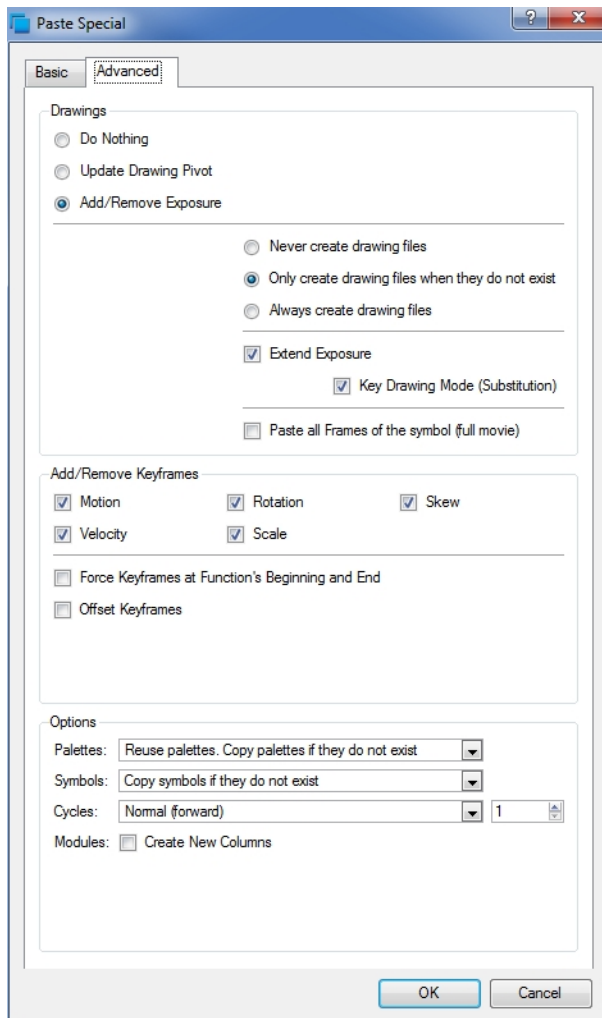 Paste Special
Basic
Advanced
Drawings
Do Nothing
Update Drawing Pivot
Add/Remove Exposure
Never create drawing files
Only create drawing files when they do not exist
Always create drawing files
Extend Exposure
Key Drawing Mode (Substitution)
Paste all Frames of the symbol (full movie)
Add/Remove Keyframes
Motion Rotation Skew
Velocity Scale
Force Keyframes at Function's Beginning and End
Offset Keyframes
Options
Palettes: Reuse palettes. Copy palettes if they do not exist
Symbols: Copy symbols if they do not exist
Cycles: Normal (forward) 1
Modules: Create New Columns
OK Cancel